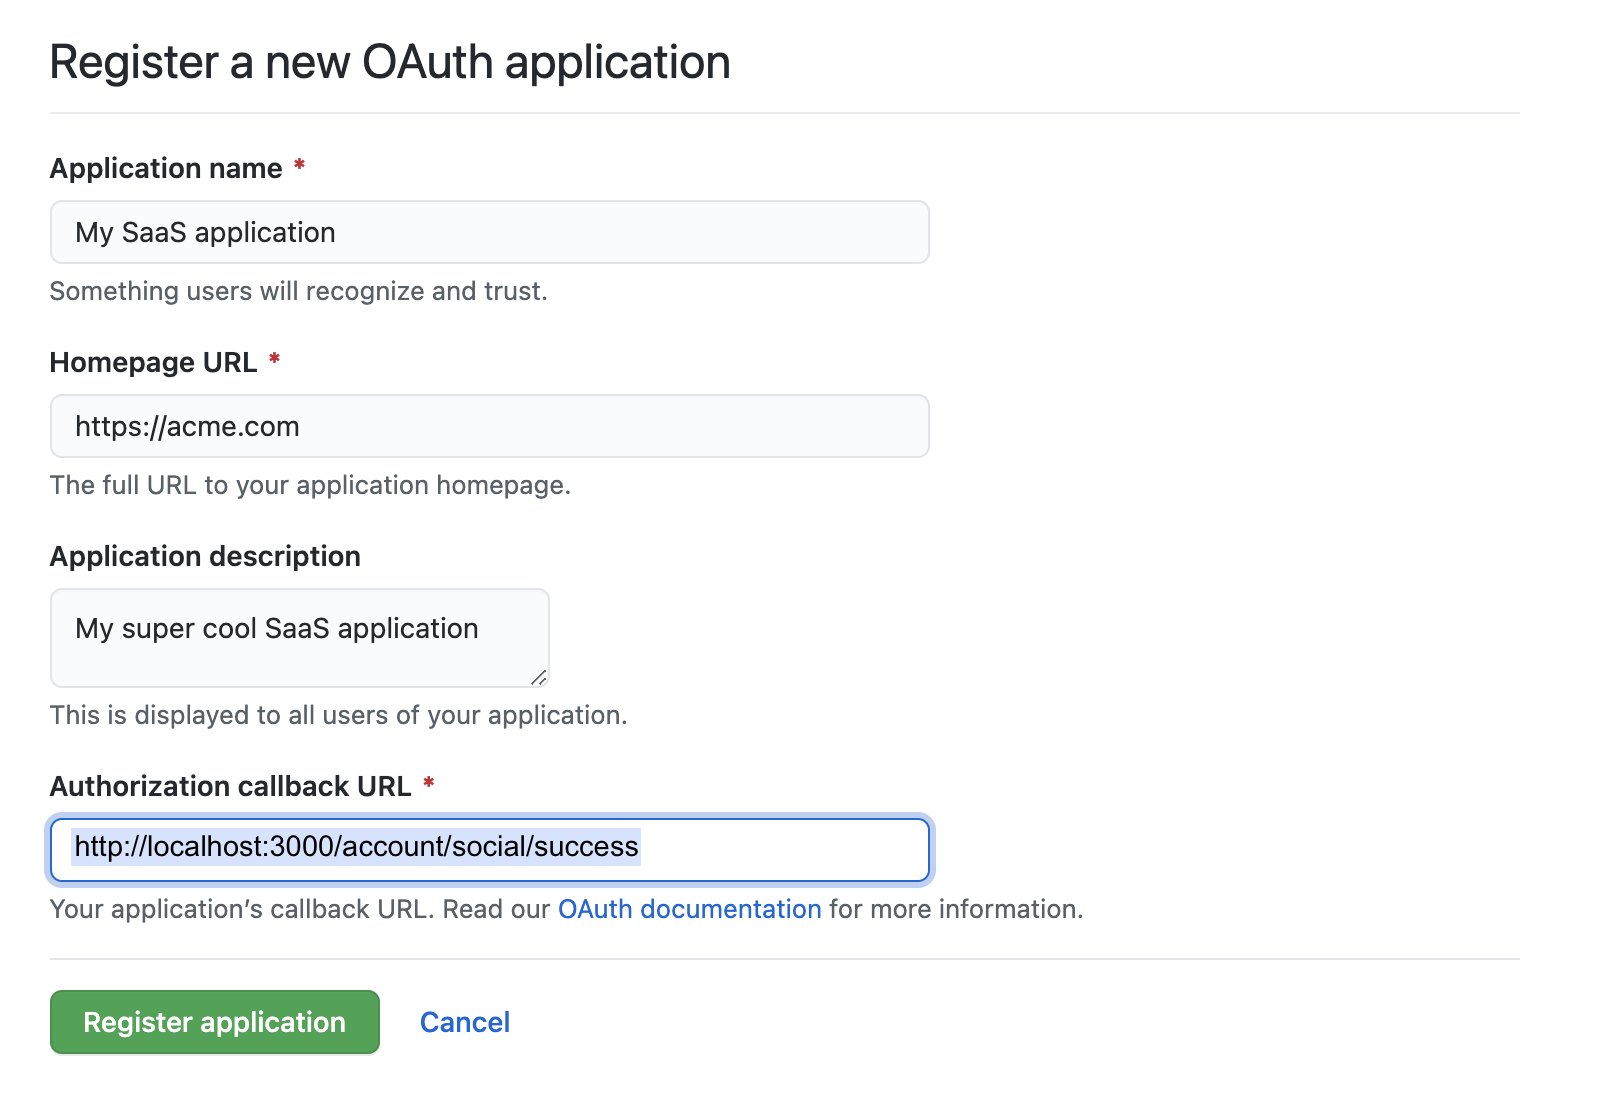 Register a new OAuth application
Application name *
My SaaS application
Something users will recognize and trust.
Homepage URL *
https://acme.com
The full URL to your application homepage.
Application description
My super cool SaaS application
This is displayed to all users of your application.
Authorization callback URL *
http://localhost:3000/account/social/success
Your application’s callback URL. Read our OAuth documentation for more information.
Register application Cancel